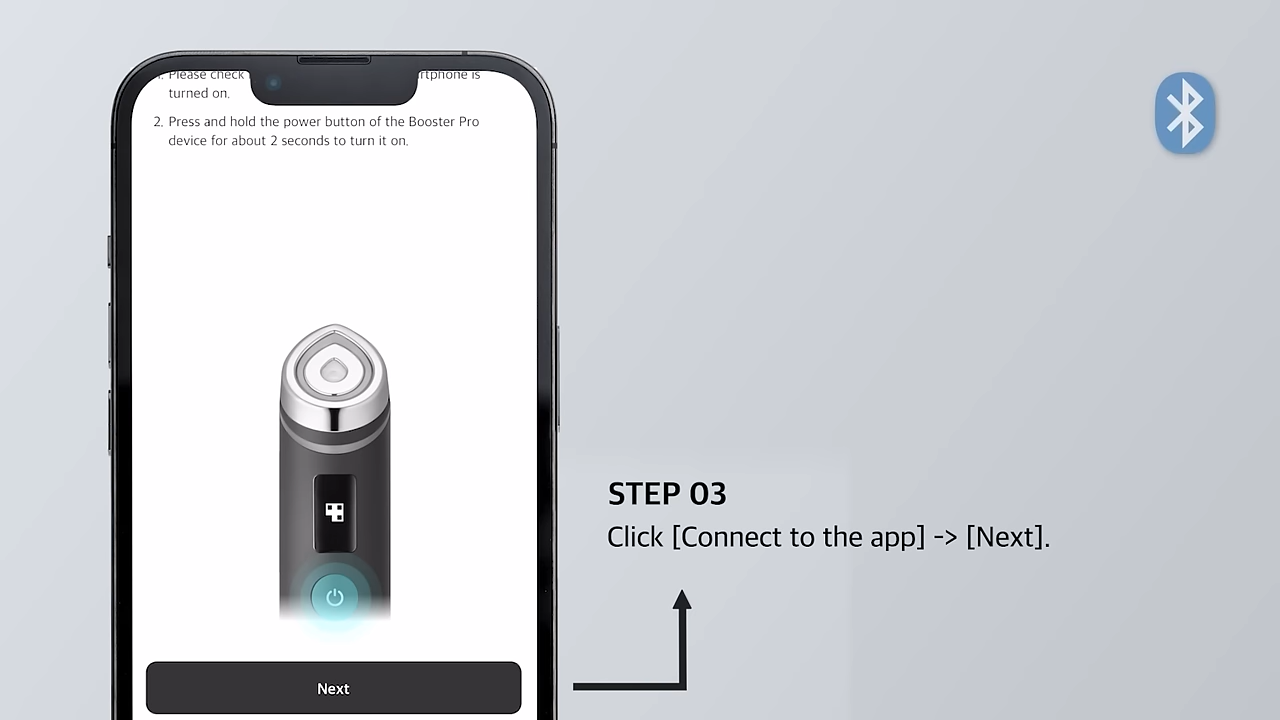 1. Please check rtphone is
turned on.
2. Press and hold the power button of the Booster Pro
device for about 2 seconds to turn it on.
STEP 03
Click [Connect to the app] -> [Next].
Next